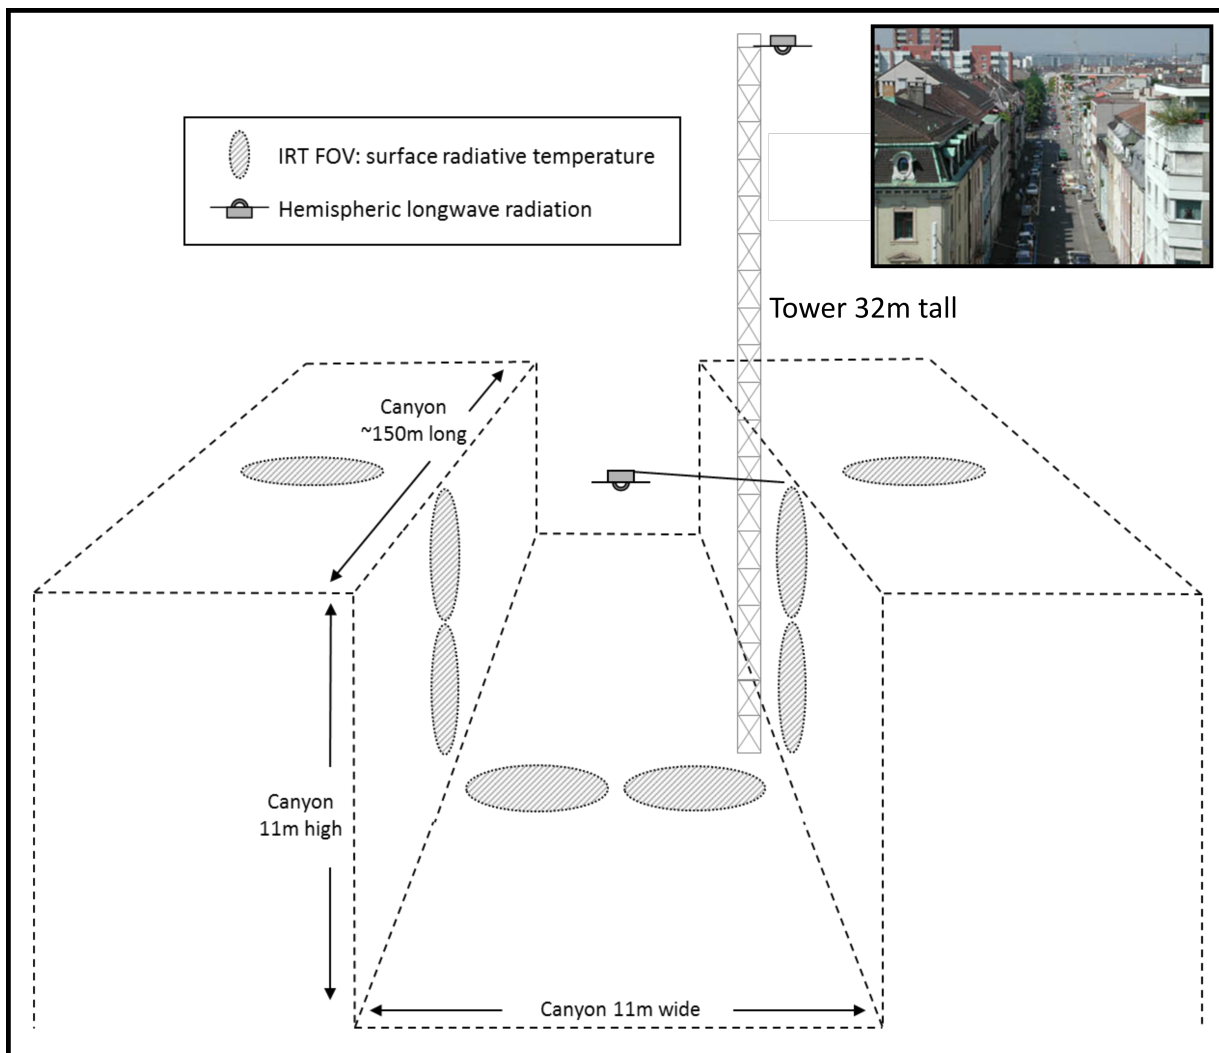 IRT FOV: surface radiative temperature
Hemispheric longwave radiation
Tower 32m tall
Canyon
~150m long
Canyon
11m high
Canyon 11m wide